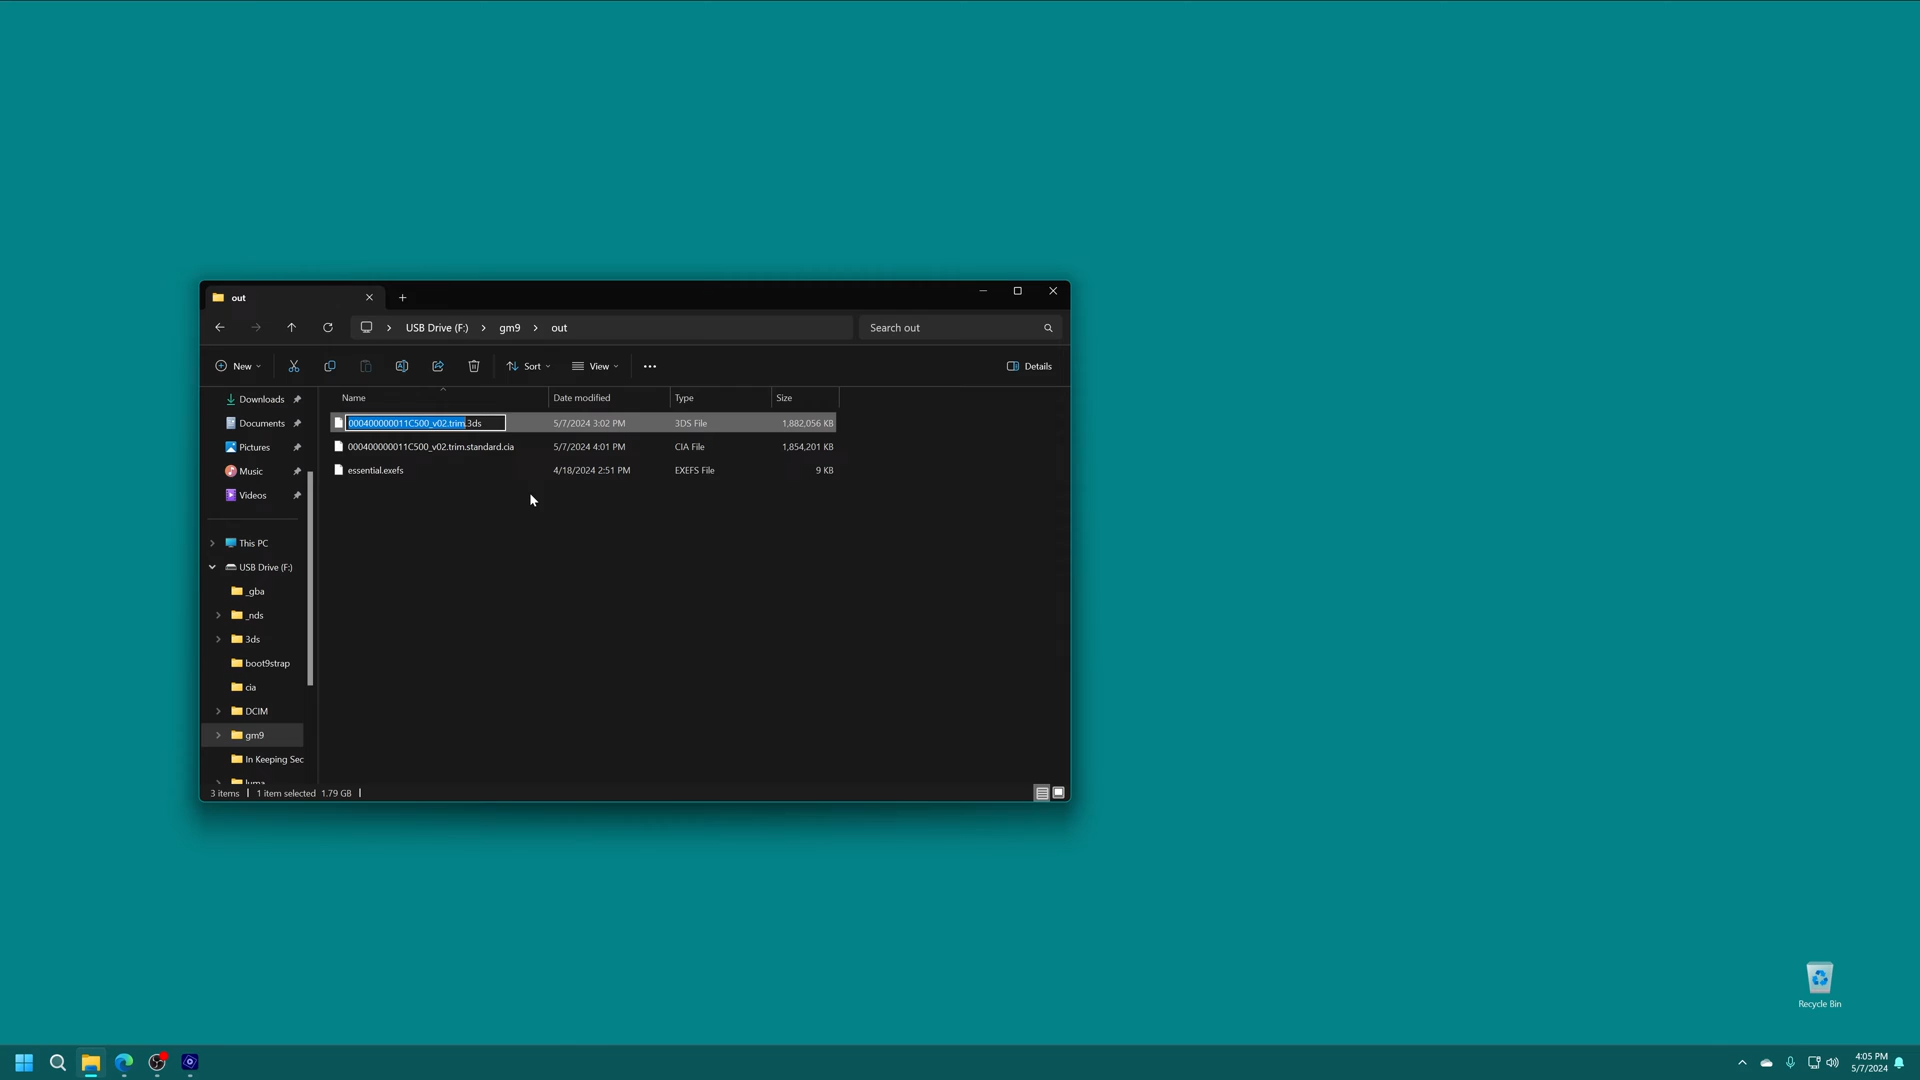 out
USB Drive (F:) gm9 out
Search out
New
Sort
View
Details
Name Date modified Type Size
000400000011C500_v02.trim.3ds 5/7/2024 3:02 PM 3DS File 1,882,056 KB
000400000011C500_v02.trim.standard.cia 5/7/2024 4:01 PM CIA File 1,854,201 KB
essential.exefs 4/18/2024 2:51 PM EXEFS File 9 KB
Downloads
Documents
Pictures
Music
Videos
This PC
USB Drive (F:)
_gba
_nds
3ds
boot9strap
cia
DCIM
gm9
In Keeping Sec
luma
3 items 1 item selected 1.79 GB
Recycle Bin
4:05 PM
5/7/2024